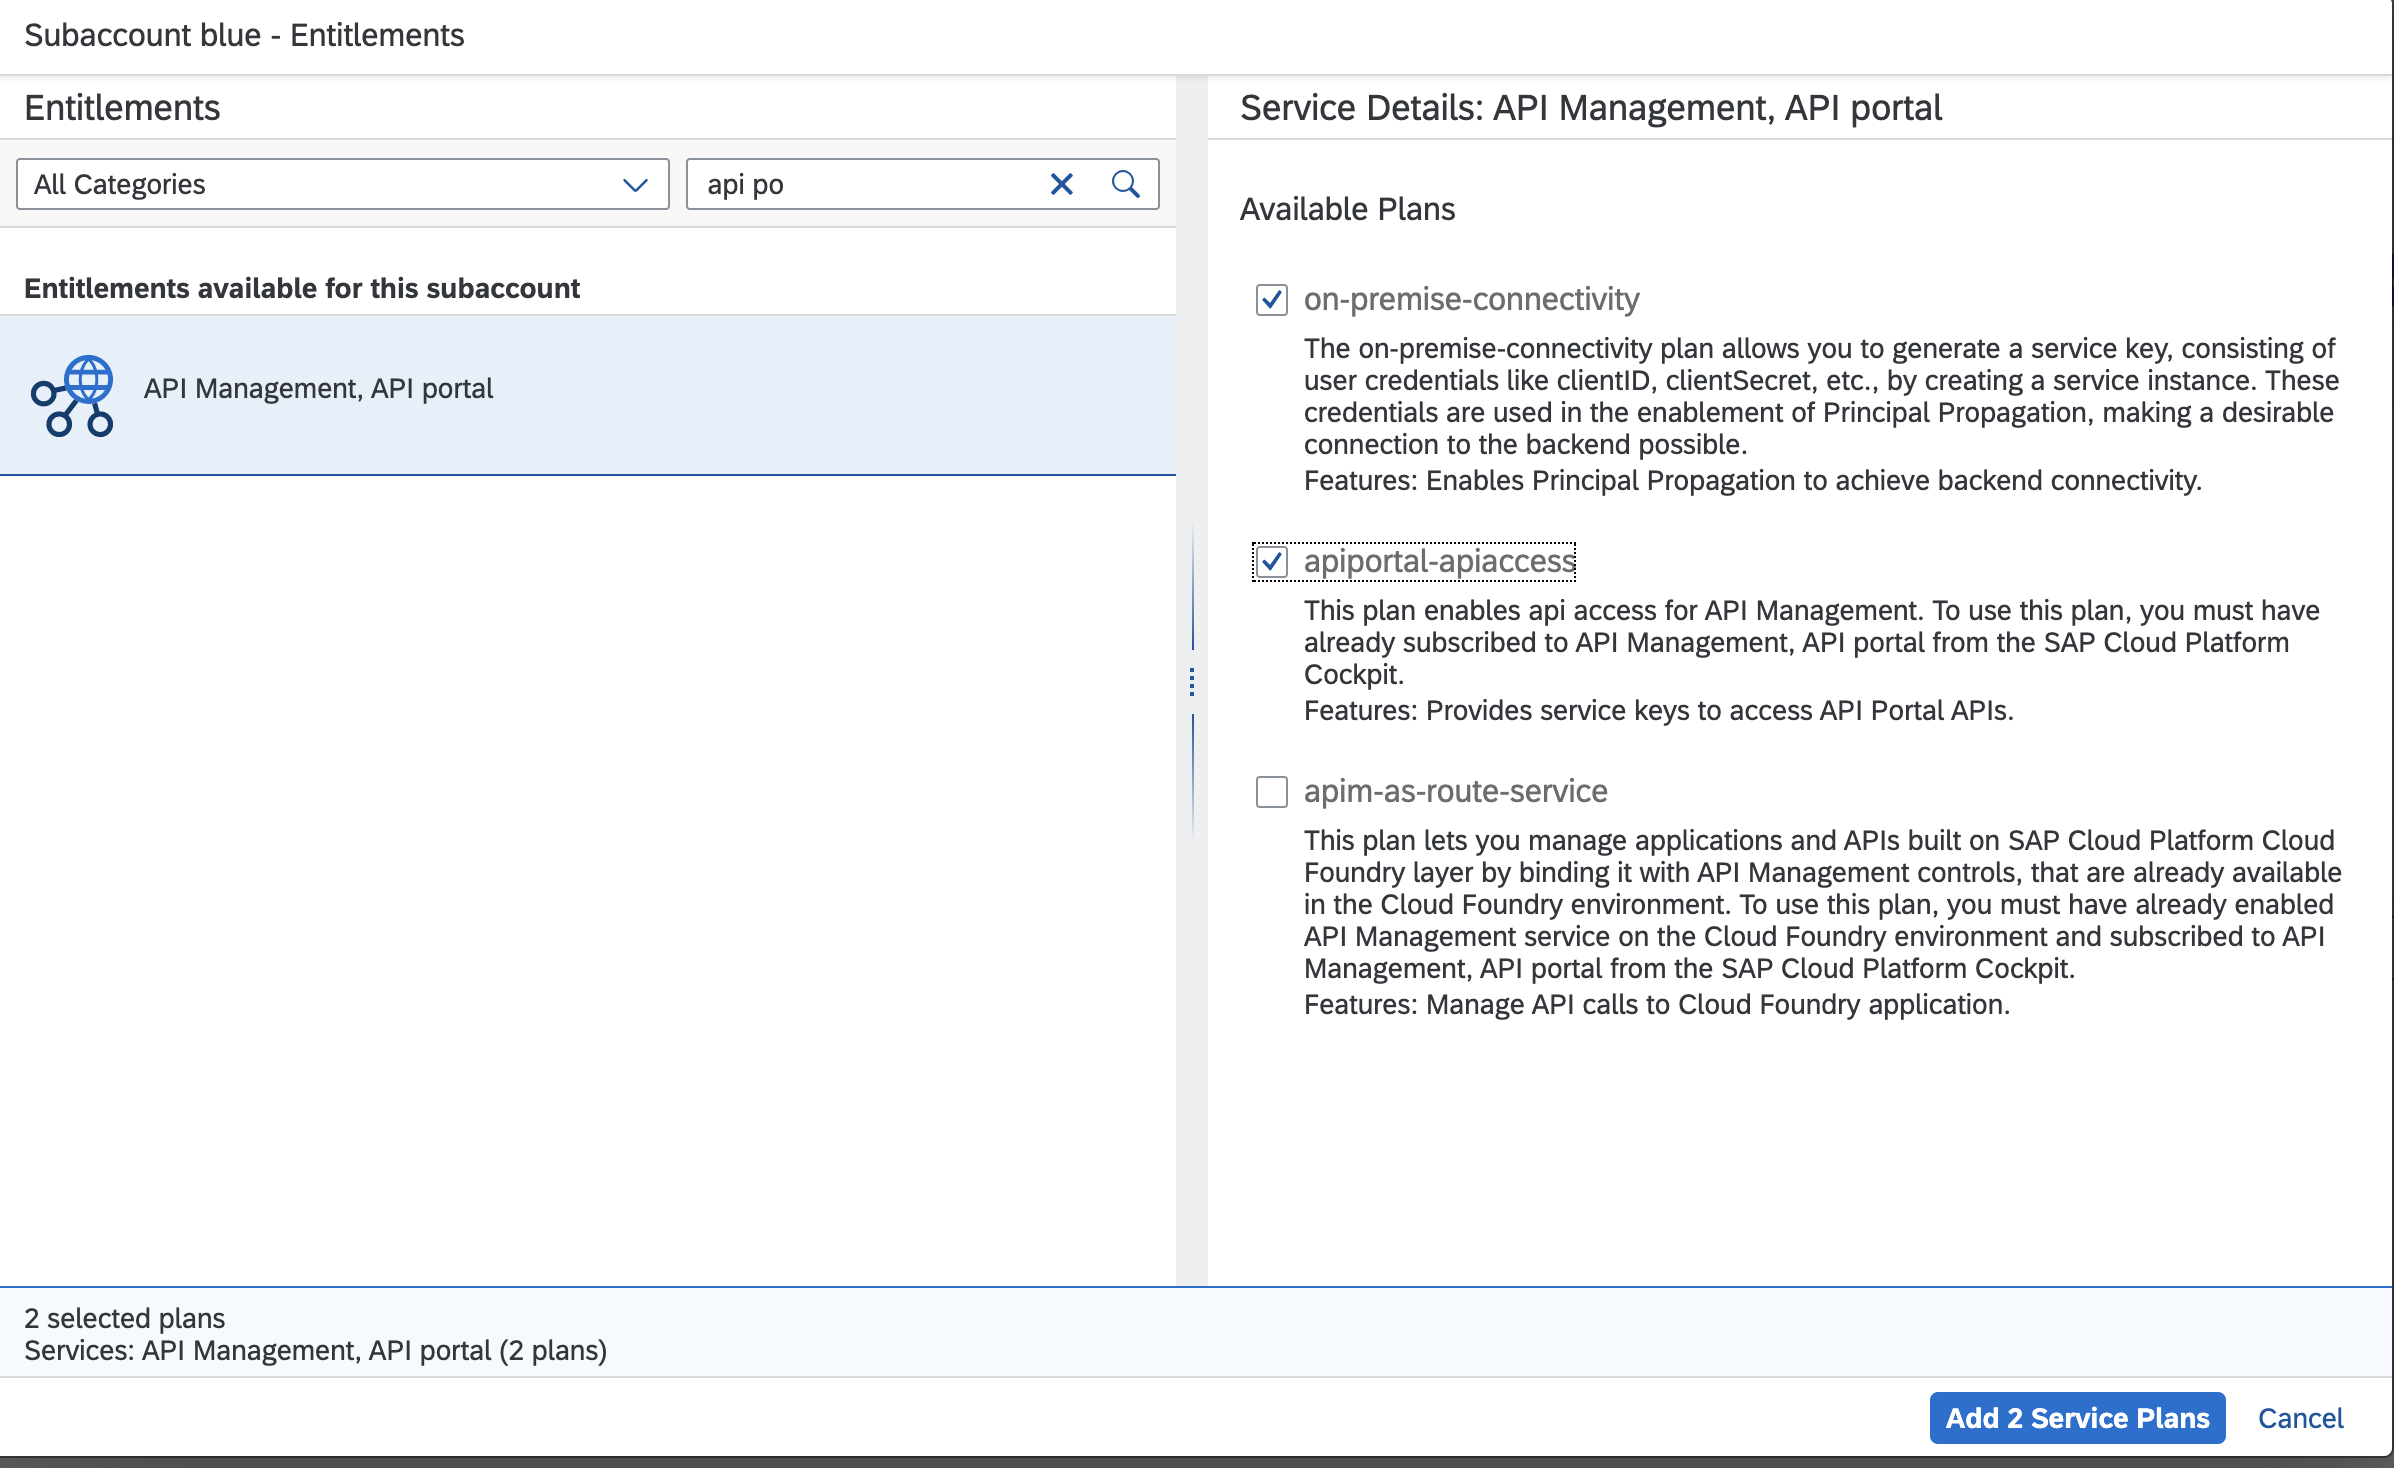 Subaccount blue - Entitlements
Entitlements
All Categories
api po
Entitlements available for this subaccount
API Management, API portal
Service Details: API Management, API portal
Available Plans
on-premise-connectivity
The on-premise-connectivity plan allows you to generate a service key, consisting of
user credentials like clientID, clientSecret, etc., by creating a service instance. These
credentials are used in the enablement of Principal Propagation, making a desirable
connection to the backend possible.
Features: Enables Principal Propagation to achieve backend connectivity.
apiportal-apiaccess
This plan enables api access for API Management. To use this plan, you must have
already subscribed to API Management, API portal from the SAP Cloud Platform
Cockpit.
Features: Provides service keys to access API Portal APIs.
apim-as-route-service
This plan lets you manage applications and APIs built on SAP Cloud Platform Cloud
Foundry layer by binding it with API Management controls, that are already available
in the Cloud Foundry environment. To use this plan, you must have already enabled
API Management service on the Cloud Foundry environment and subscribed to API
Management, API portal from the SAP Cloud Platform Cockpit.
Features: Manage API calls to Cloud Foundry application.
2 selected plans
Services: API Management, API portal (2 plans)
Add 2 Service Plans
Cancel